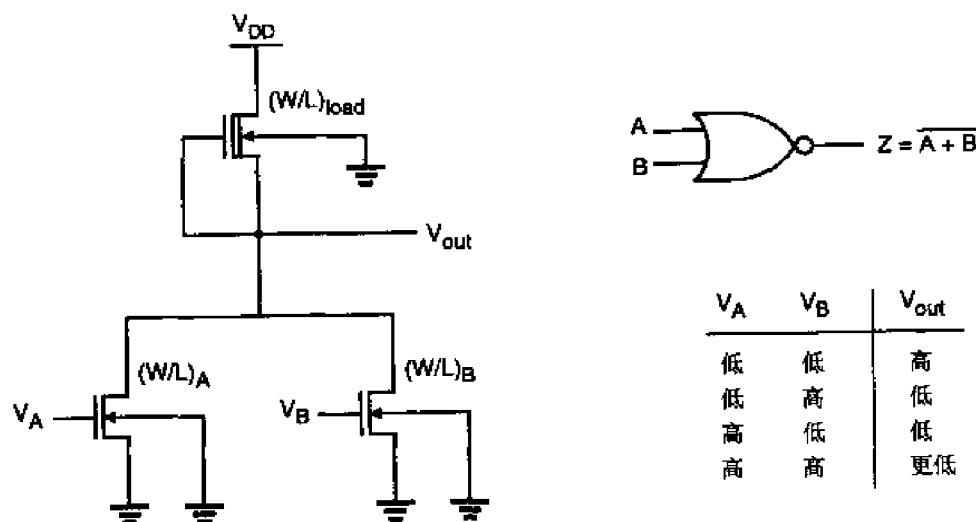 V_DD
(W/L)_load
V_out
(W/L)_A
(W/L)_B
V_A
V_B
A
B
Z = \overline{A + B}
V_A V_B V_out
低 低 高
低 高 低
高 低 低
高 高 更低